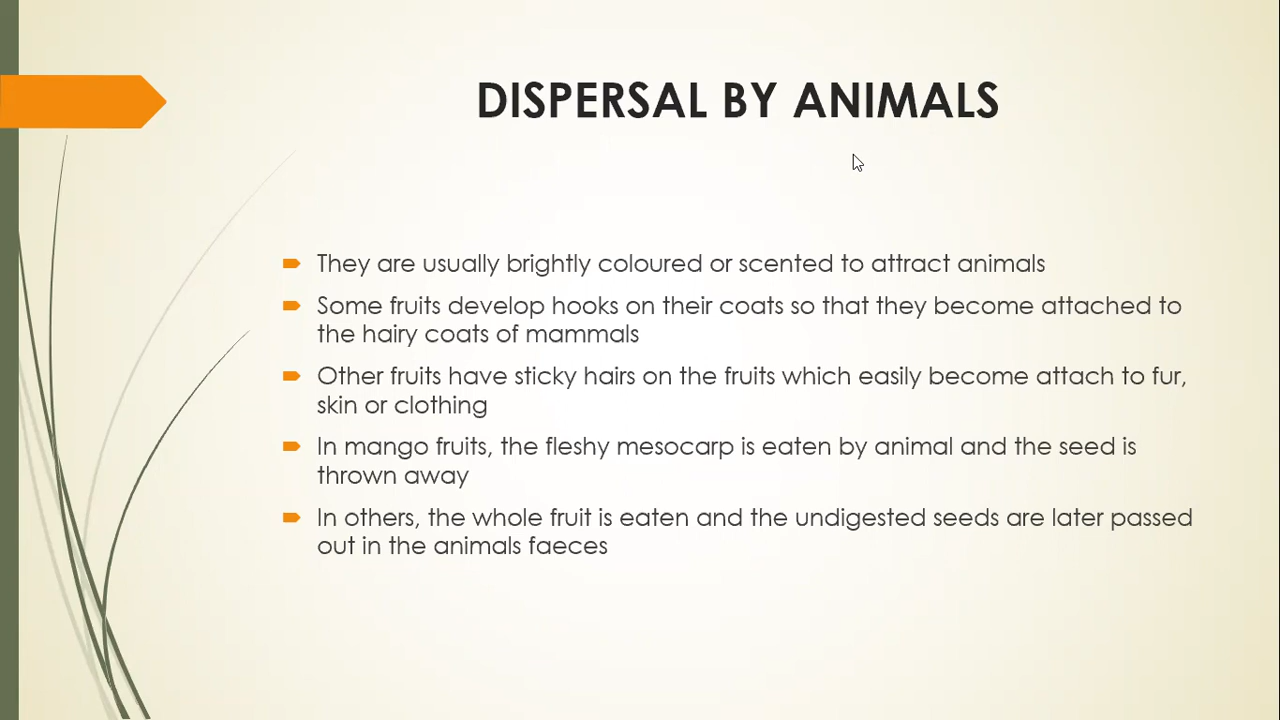 DISPERSAL BY ANIMALS
They are usually brightly coloured or scented to attract animals
Some fruits develop hooks on their coats so that they become attached to
the hairy coats of mammals
Other fruits have sticky hairs on the fruits which easily become attach to fur,
skin or clothing
In mango fruits, the fleshy mesocarp is eaten by animal and the seed is
thrown away
In others, the whole fruit is eaten and the undigested seeds are later passed
out in the animals faeces